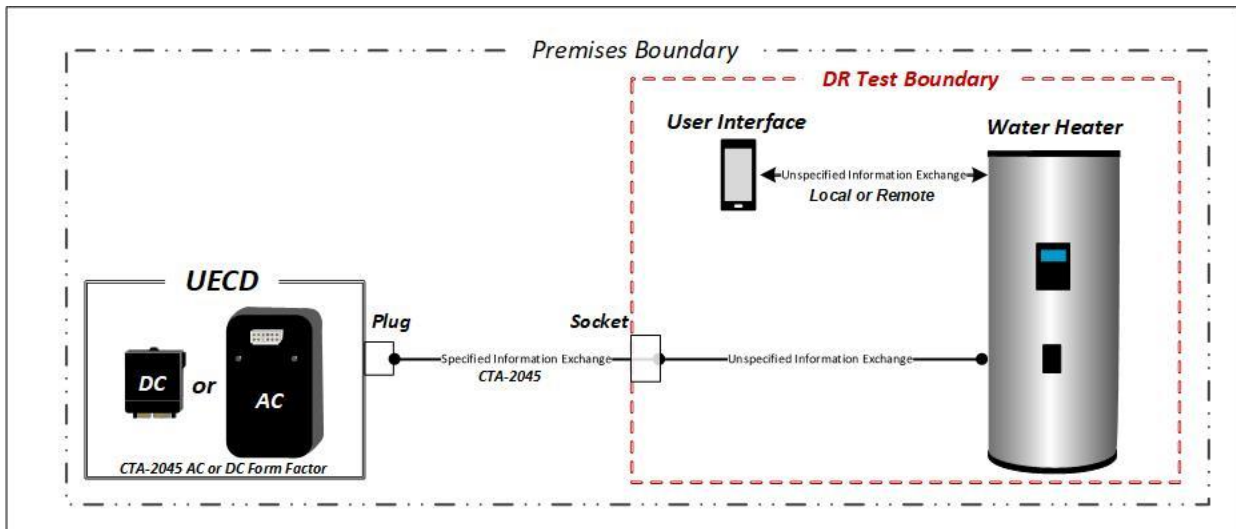 Premises Boundary
DR Test Boundary
User Interface
Water Heater
Unspecified Information Exchange
Local or Remote
UECD
Plug
Socket
Specified Information Exchange
CTA-2045
Unspecified Information Exchange
DC
or
AC
CTA-2045 AC or DC Form Factor